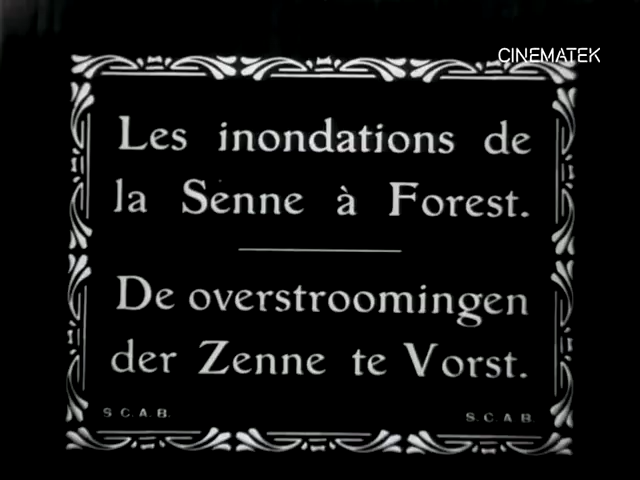 CINEMATEK
Les inondations de
la Senne à Forest.
De overstroomingen
der Zenne te Vorst.
S C. A. B.
S. C. A B.